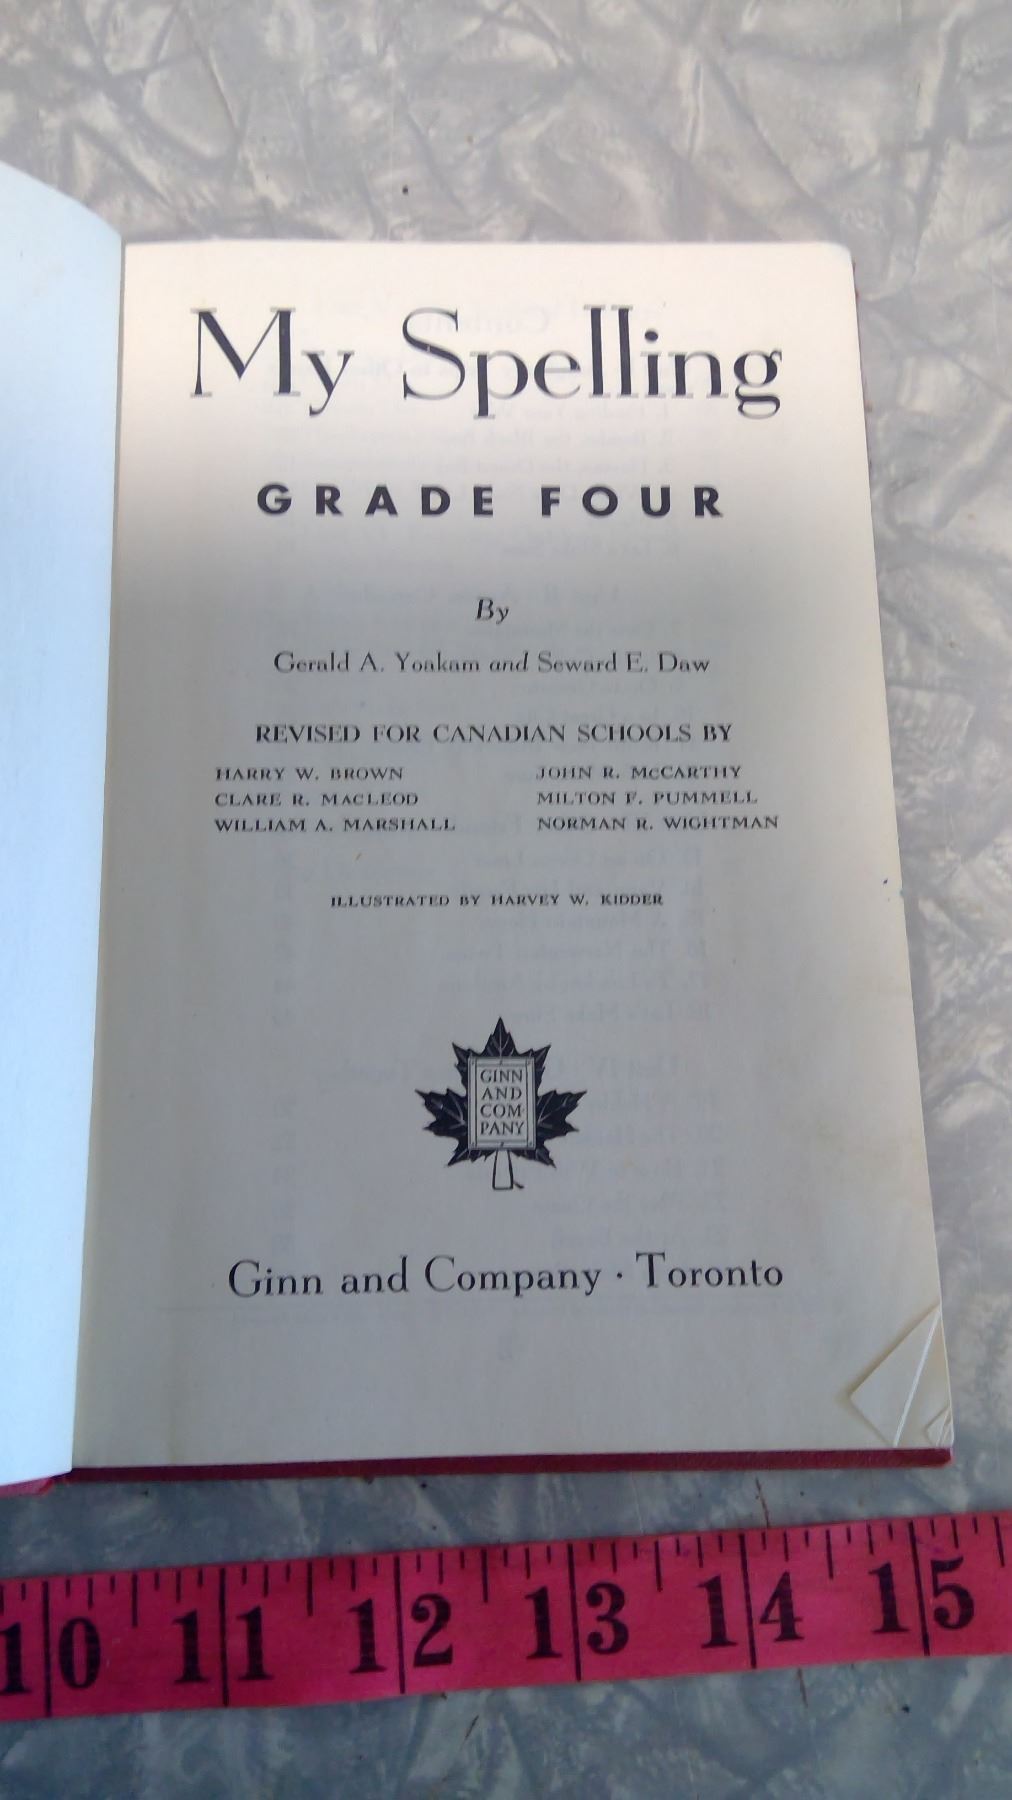 My Spelling
GRADE FOUR
By
Gerald A. Yoakam and Seward E. Daw
REVISED FOR CANADIAN SCHOOLS BY
HARRY W. BROWN JOHN R. McCARTHY
CLARE R. MacLEOD MILTON F. PUMMELL
WILLIAM A. MARSHALL NORMAN R. WIGHTMAN
ILLUSTRATED BY HARVEY W. KIDDER
GINN
AND
COM-
PANY
Ginn and Company · Toronto
10 11 12 13 14 15